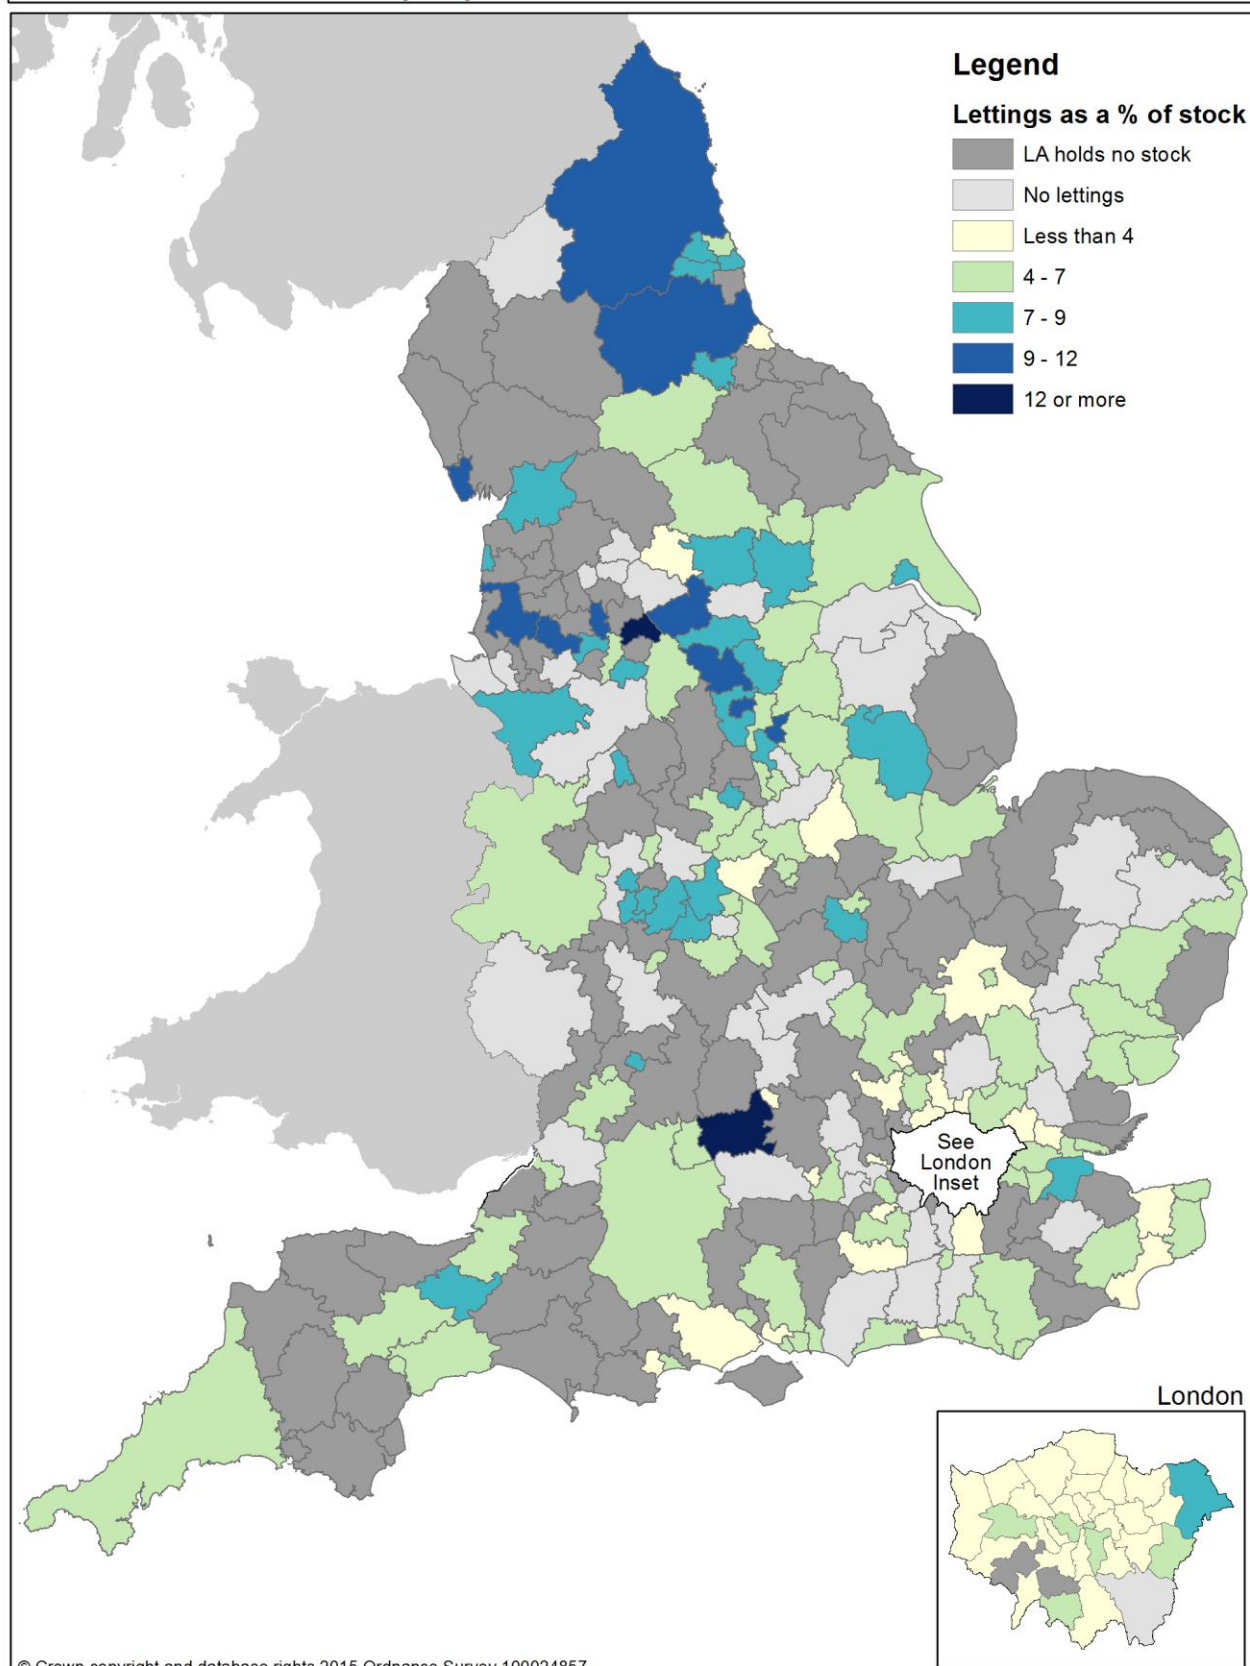 Legend
Lettings as a % of stock
LA holds no stock
No lettings
Less than 4
4 - 7
7 - 9
9 - 12
12 or more
See
London
Inset
London
© Crown copyright and database rights 2015 Ordnance Survey 100024857